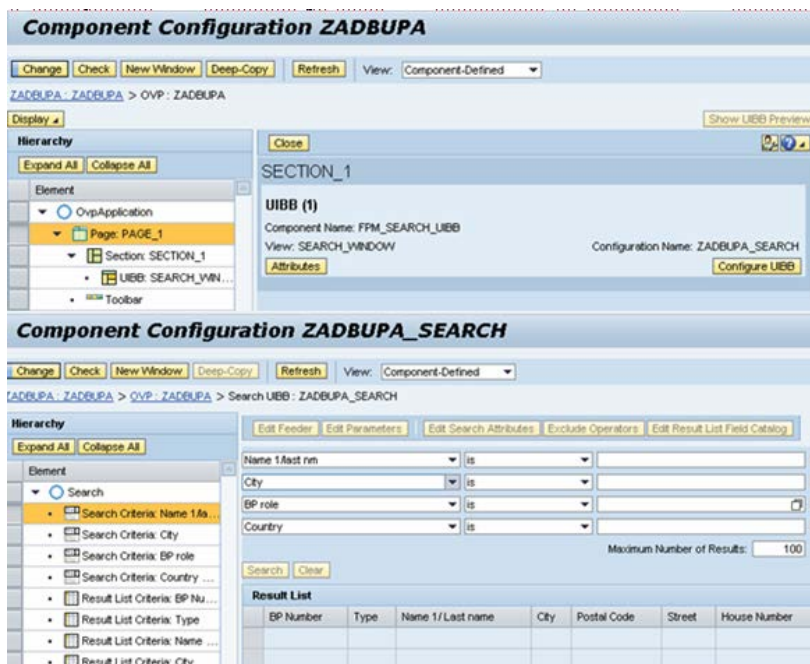 Component Configuration ZADBUPA
Change Check New Window Deep-Copy Refresh View: Component-Defined
ZADBUPA : ZADBUPA > OVP : ZADBUPA
Display Show UIBB Preview
Hierarchy Close
Expand All Collapse All SECTION_1
Element
OvpApplication UIBB (1)
Page: PAGE_1 Component Name: FPM_SEARCH_UIBB
Section: SECTION_1 View: SEARCH_WINDOW Configuration Name: ZADBUPA_SEARCH
UIBB: SEARCH_WIN... Attributes Configure UIBB
Toolbar
Component Configuration ZADBUPA_SEARCH
Change Check New Window Deep-Copy Refresh View: Component-Defined
ZADBUPA : ZADBUPA > OVP : ZADBUPA > Search UIBB : ZADBUPA_SEARCH
Hierarchy Edit Feeder Edit Parameters Edit Search Attributes Exclude Operators Edit Result List Field Catalog
Expand All Collapse All Name 1/last nm is
Element City is
Search BP role is
Search Criteria: Name 1/la... Country is
Search Criteria: City Maximum Number of Results: 100
Search Criteria: BP role Search Clear
Search Criteria: Country ...
Result List Criteria: BP Nu... Result List
Result List Criteria: Type BP Number Type Name 1/ Last name City Postal Code Street House Number
Result List Criteria: Name ...
Result List Criteria: City